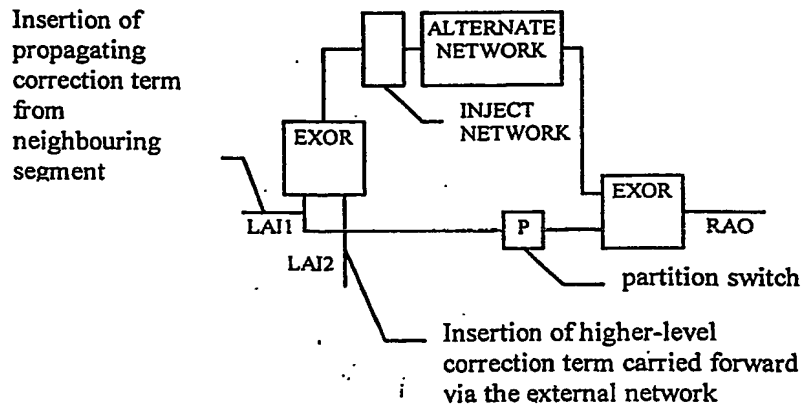 Insertion of
propagating
correction term
from
neighbouring
segment
ALTERNATE
NETWORK
INJECT
NETWORK
EXOR
EXOR
LAI1
P
RAO
LAI2
partition switch
Insertion of higher-level
correction term carried forward
via the external network